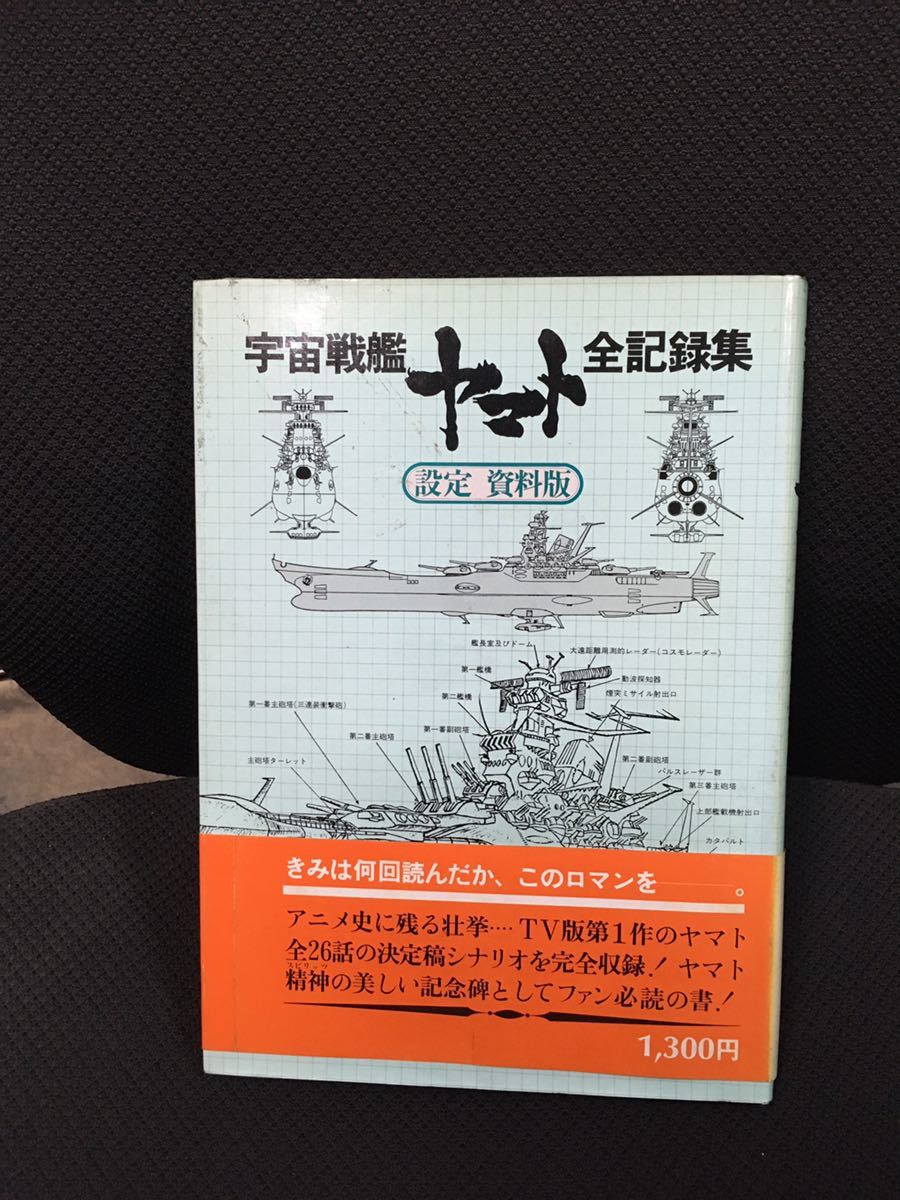 宇宙戦艦 ヤマト 全記録集
設定 資料版
艦長室及びドーム
大遠距離用測的レーダー(コスモレーダー)
第一艦橋
動波探知器
煙突ミサイル射出口
第二艦橋
第一番主砲塔(三連装衝撃砲)
第一番副砲塔
第二番主砲塔
第二番副砲塔
主砲塔ターレット
パルスレーザー群
第三番主砲塔
上部艦載機射出口
カタパルト
きみは何回読んだか、このロマンを――。
アニメ史に残る壮挙‥‥TV版第1作のヤマト
全26話の決定稿シナリオを完全収録!ヤマト
スピリッツ
精神の美しい記念碑としてファン必読の書!
1,300円